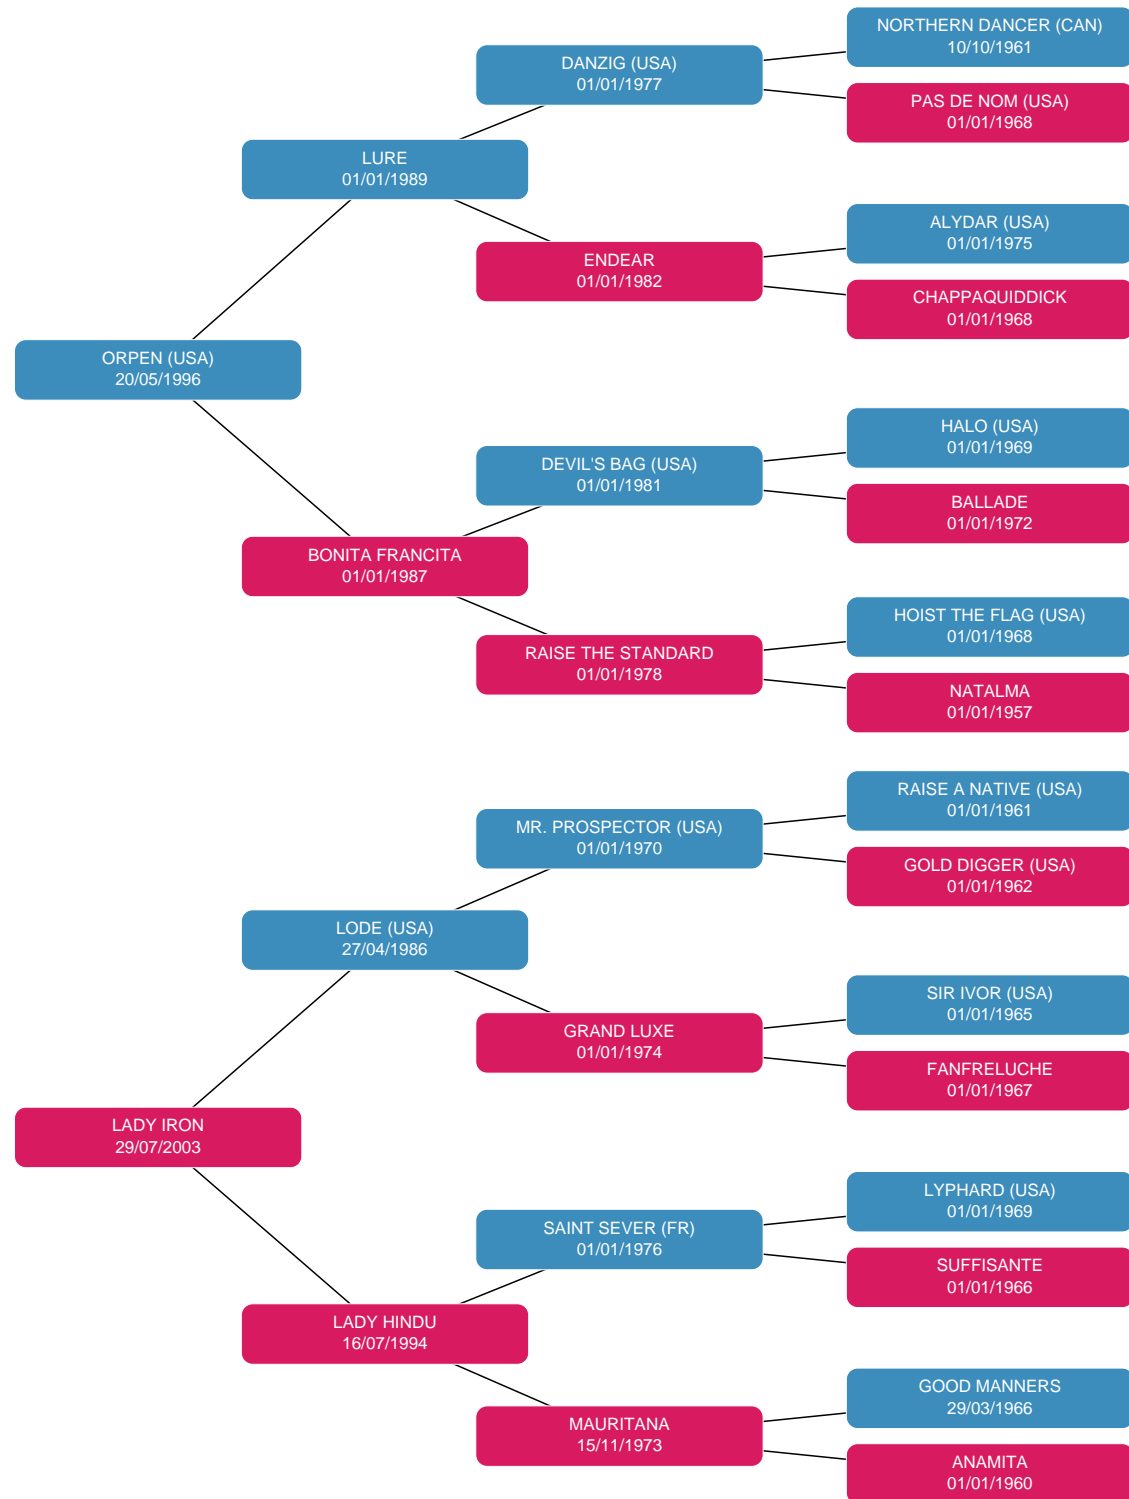 NORTHERN DANCER (CAN)
10/10/1961
DANZIG (USA)
01/01/1977
PAS DE NOM (USA)
01/01/1968
LURE
01/01/1989
ALYDAR (USA)
01/01/1975
ENDEAR
01/01/1982
CHAPPAQUIDDICK
01/01/1968
ORPEN (USA)
20/05/1996
HALO (USA)
01/01/1969
DEVIL'S BAG (USA)
01/01/1981
BALLADE
01/01/1972
BONITA FRANCITA
01/01/1987
HOIST THE FLAG (USA)
01/01/1968
RAISE THE STANDARD
01/01/1978
NATALMA
01/01/1957
RAISE A NATIVE (USA)
01/01/1961
MR. PROSPECTOR (USA)
01/01/1970
GOLD DIGGER (USA)
01/01/1962
LODE (USA)
27/04/1986
SIR IVOR (USA)
01/01/1965
GRAND LUXE
01/01/1974
FANFRELUCHE
01/01/1967
LADY IRON
29/07/2003
LYPHARD (USA)
01/01/1969
SAINT SEVER (FR)
01/01/1976
SUFFISANTE
01/01/1966
LADY HINDU
16/07/1994
GOOD MANNERS
29/03/1966
MAURITANA
15/11/1973
ANAMITA
01/01/1960